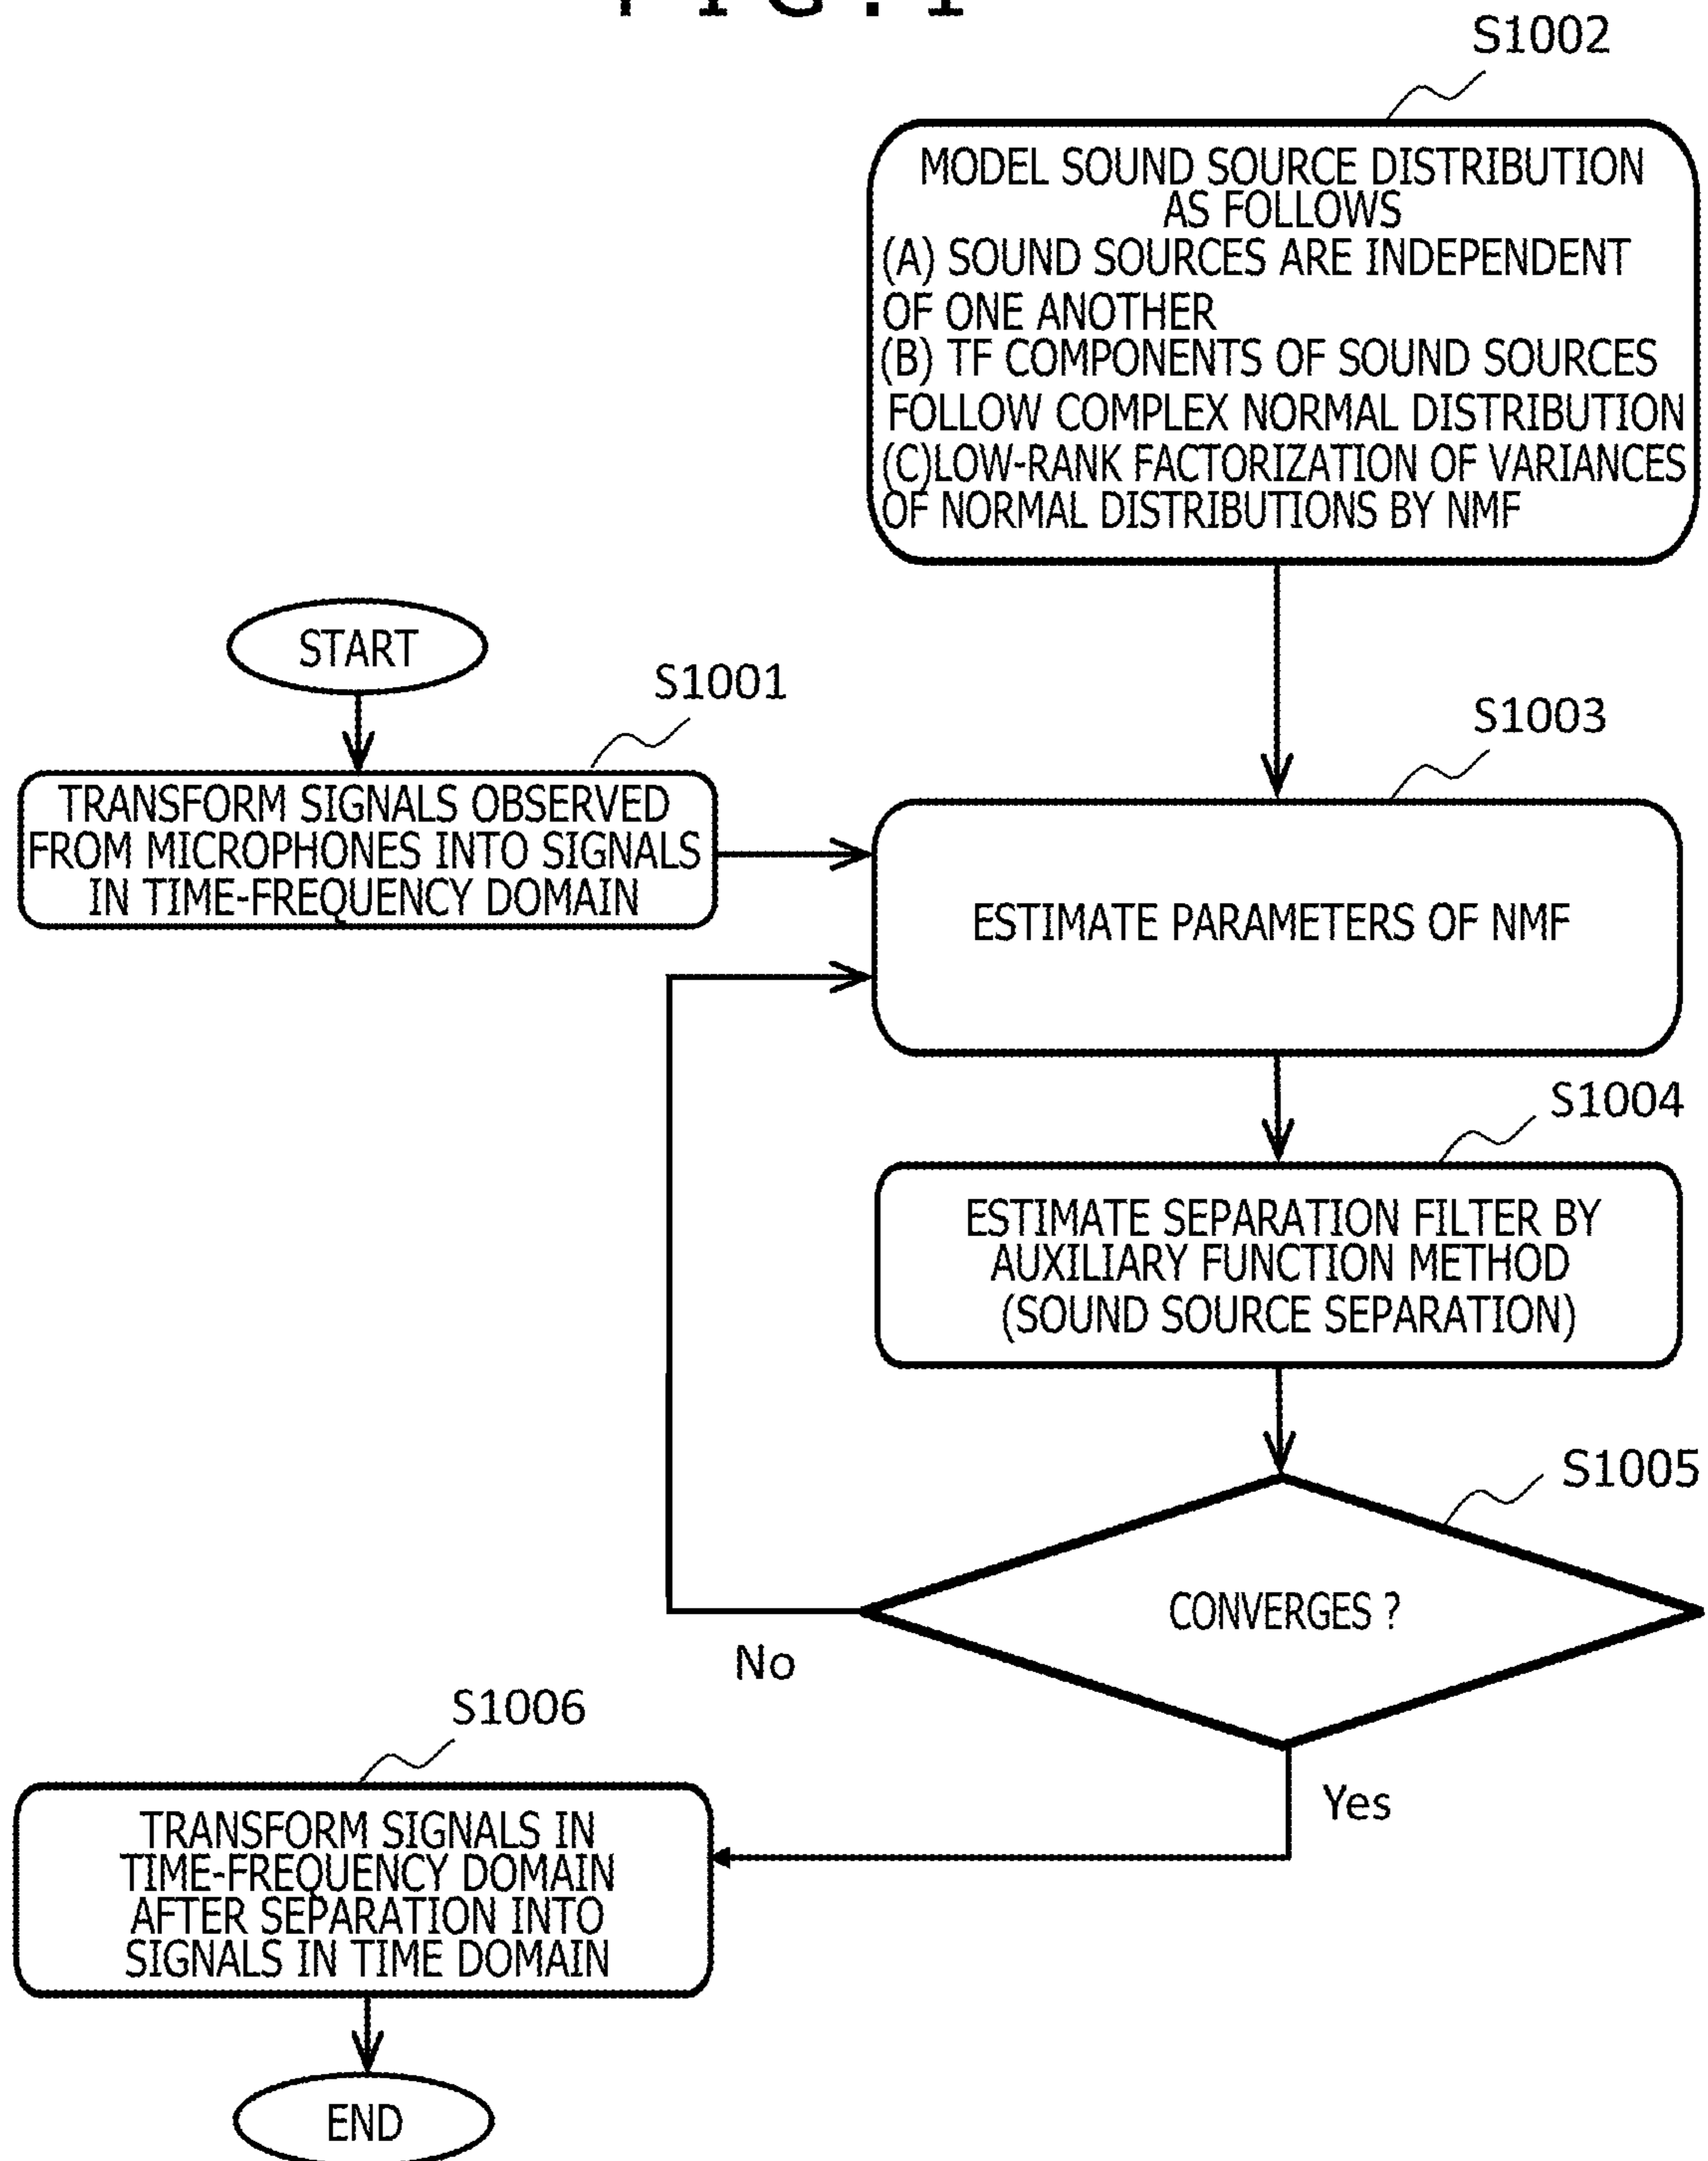 FIG.1
S1002
MODEL SOUND SOURCE DISTRIBUTION
AS FOLLOWS
(A) SOUND SOURCES ARE INDEPENDENT
OF ONE ANOTHER
(B) TF COMPONENTS OF SOUND SOURCES
FOLLOW COMPLEX NORMAL DISTRIBUTION
(C)LOW-RANK FACTORIZATION OF VARIANCES
OF NORMAL DISTRIBUTIONS BY NMF
START
S1001
TRANSFORM SIGNALS OBSERVED
FROM MICROPHONES INTO SIGNALS
IN TIME-FREQUENCY DOMAIN
S1003
ESTIMATE PARAMETERS OF NMF
S1004
ESTIMATE SEPARATION FILTER BY
AUXILIARY FUNCTION METHOD
(SOUND SOURCE SEPARATION)
S1005
CONVERGES ?
No
Yes
S1006
TRANSFORM SIGNALS IN
TIME-FREQUENCY DOMAIN
AFTER SEPARATION INTO
SIGNALS IN TIME DOMAIN
END